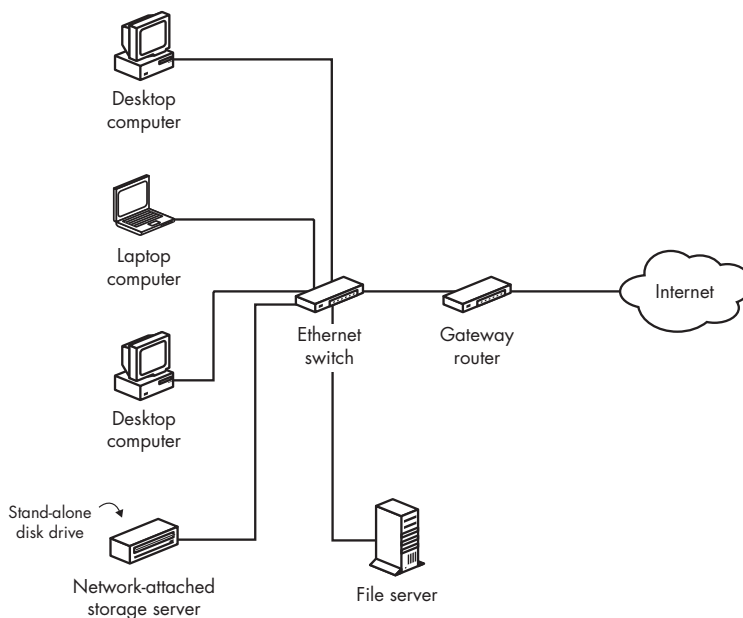 Desktop
computer
Laptop
computer
Internet
Ethernet
switch
Gateway
router
Desktop
computer
Stand-alone
disk drive
Network-attached
storage server
File server